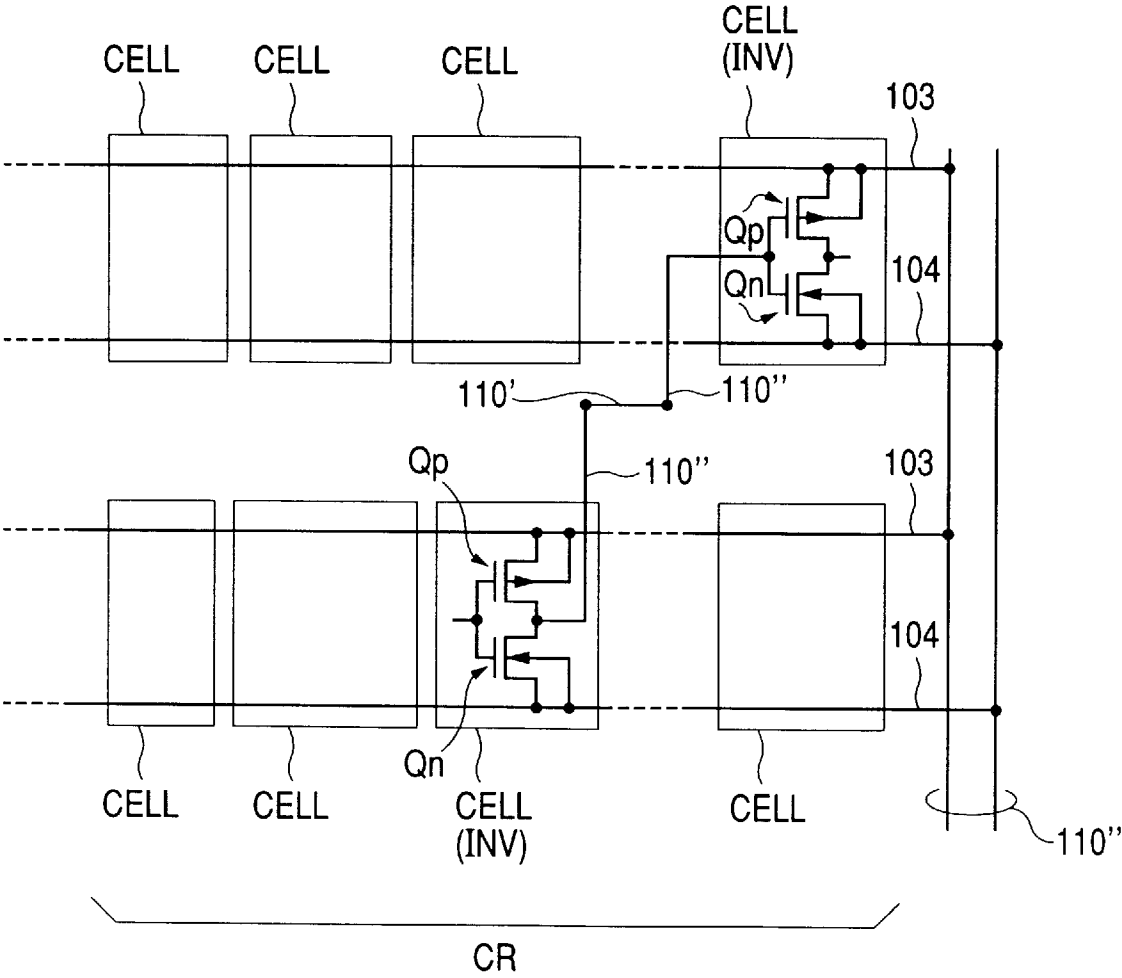 CELL
(INV)
CELL
CELL
CELL
103
Qp
104
Qn
110'
110''
Qp
110''
103
104
Qn
CELL
CELL
CELL
(INV)
CELL
110''
CR